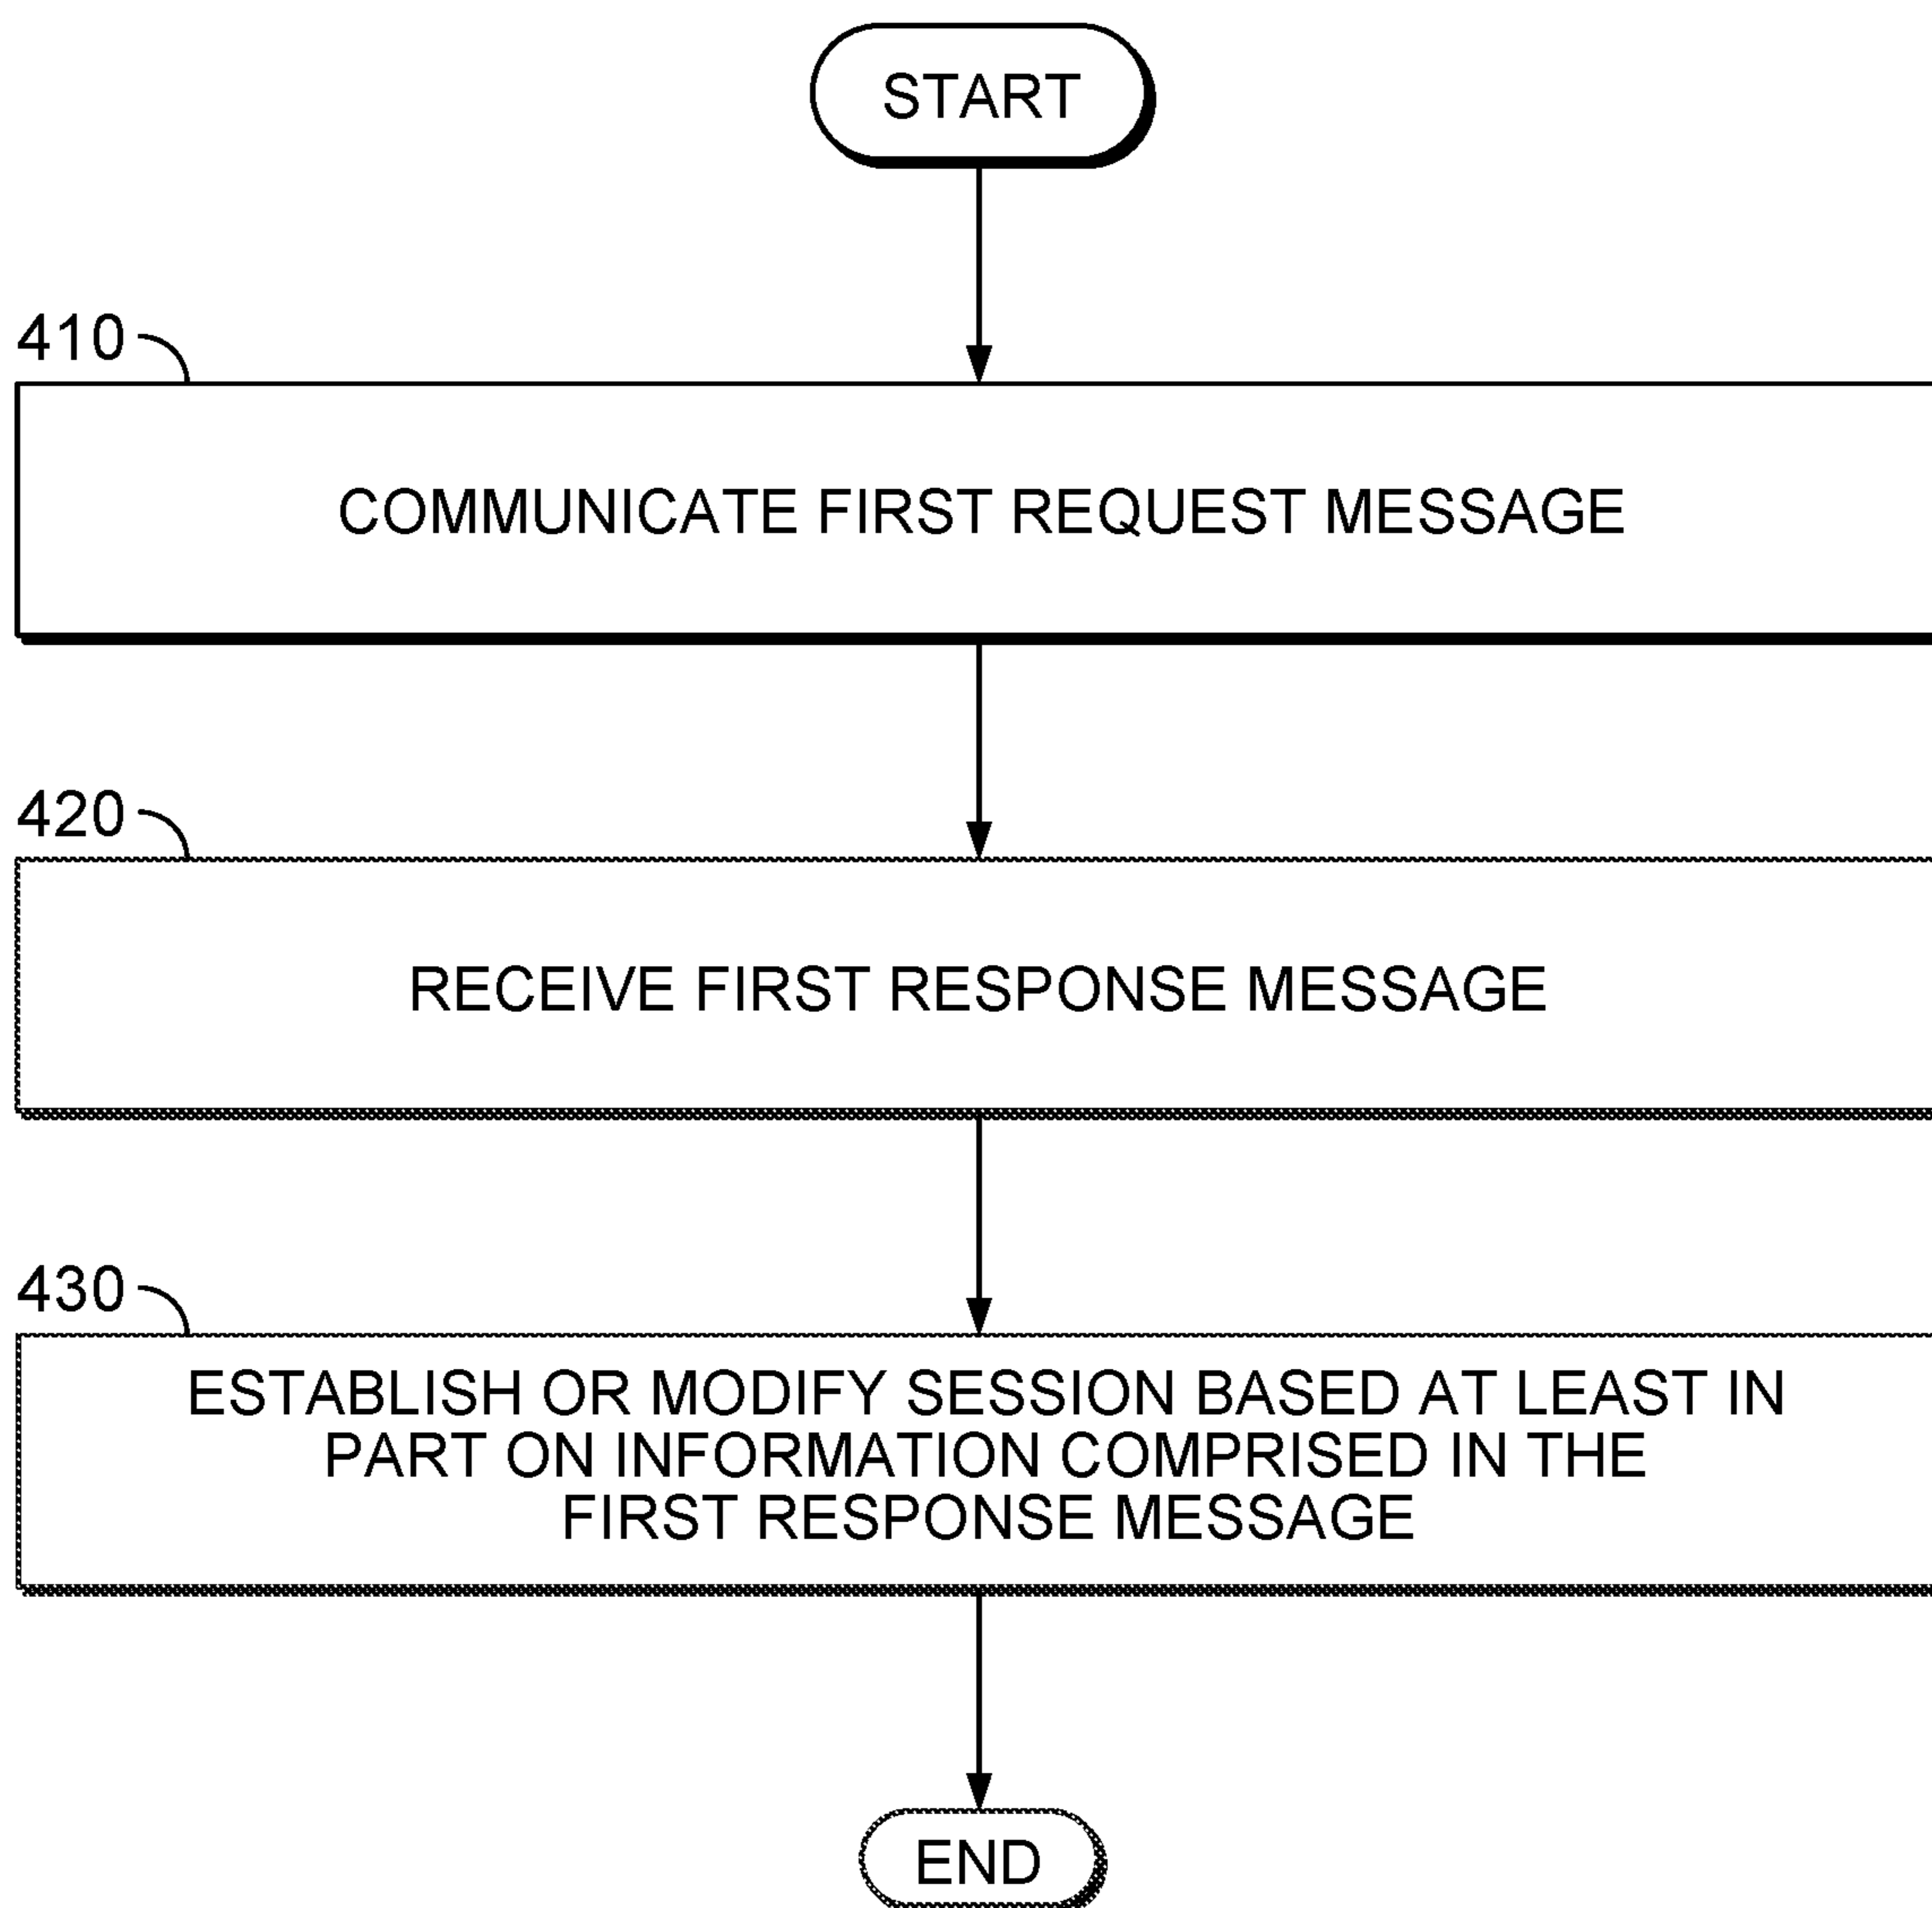 START
410
COMMUNICATE FIRST REQUEST MESSAGE
420
RECEIVE FIRST RESPONSE MESSAGE
430
ESTABLISH OR MODIFY SESSION BASED AT LEAST IN
PART ON INFORMATION COMPRISED IN THE
FIRST RESPONSE MESSAGE
END